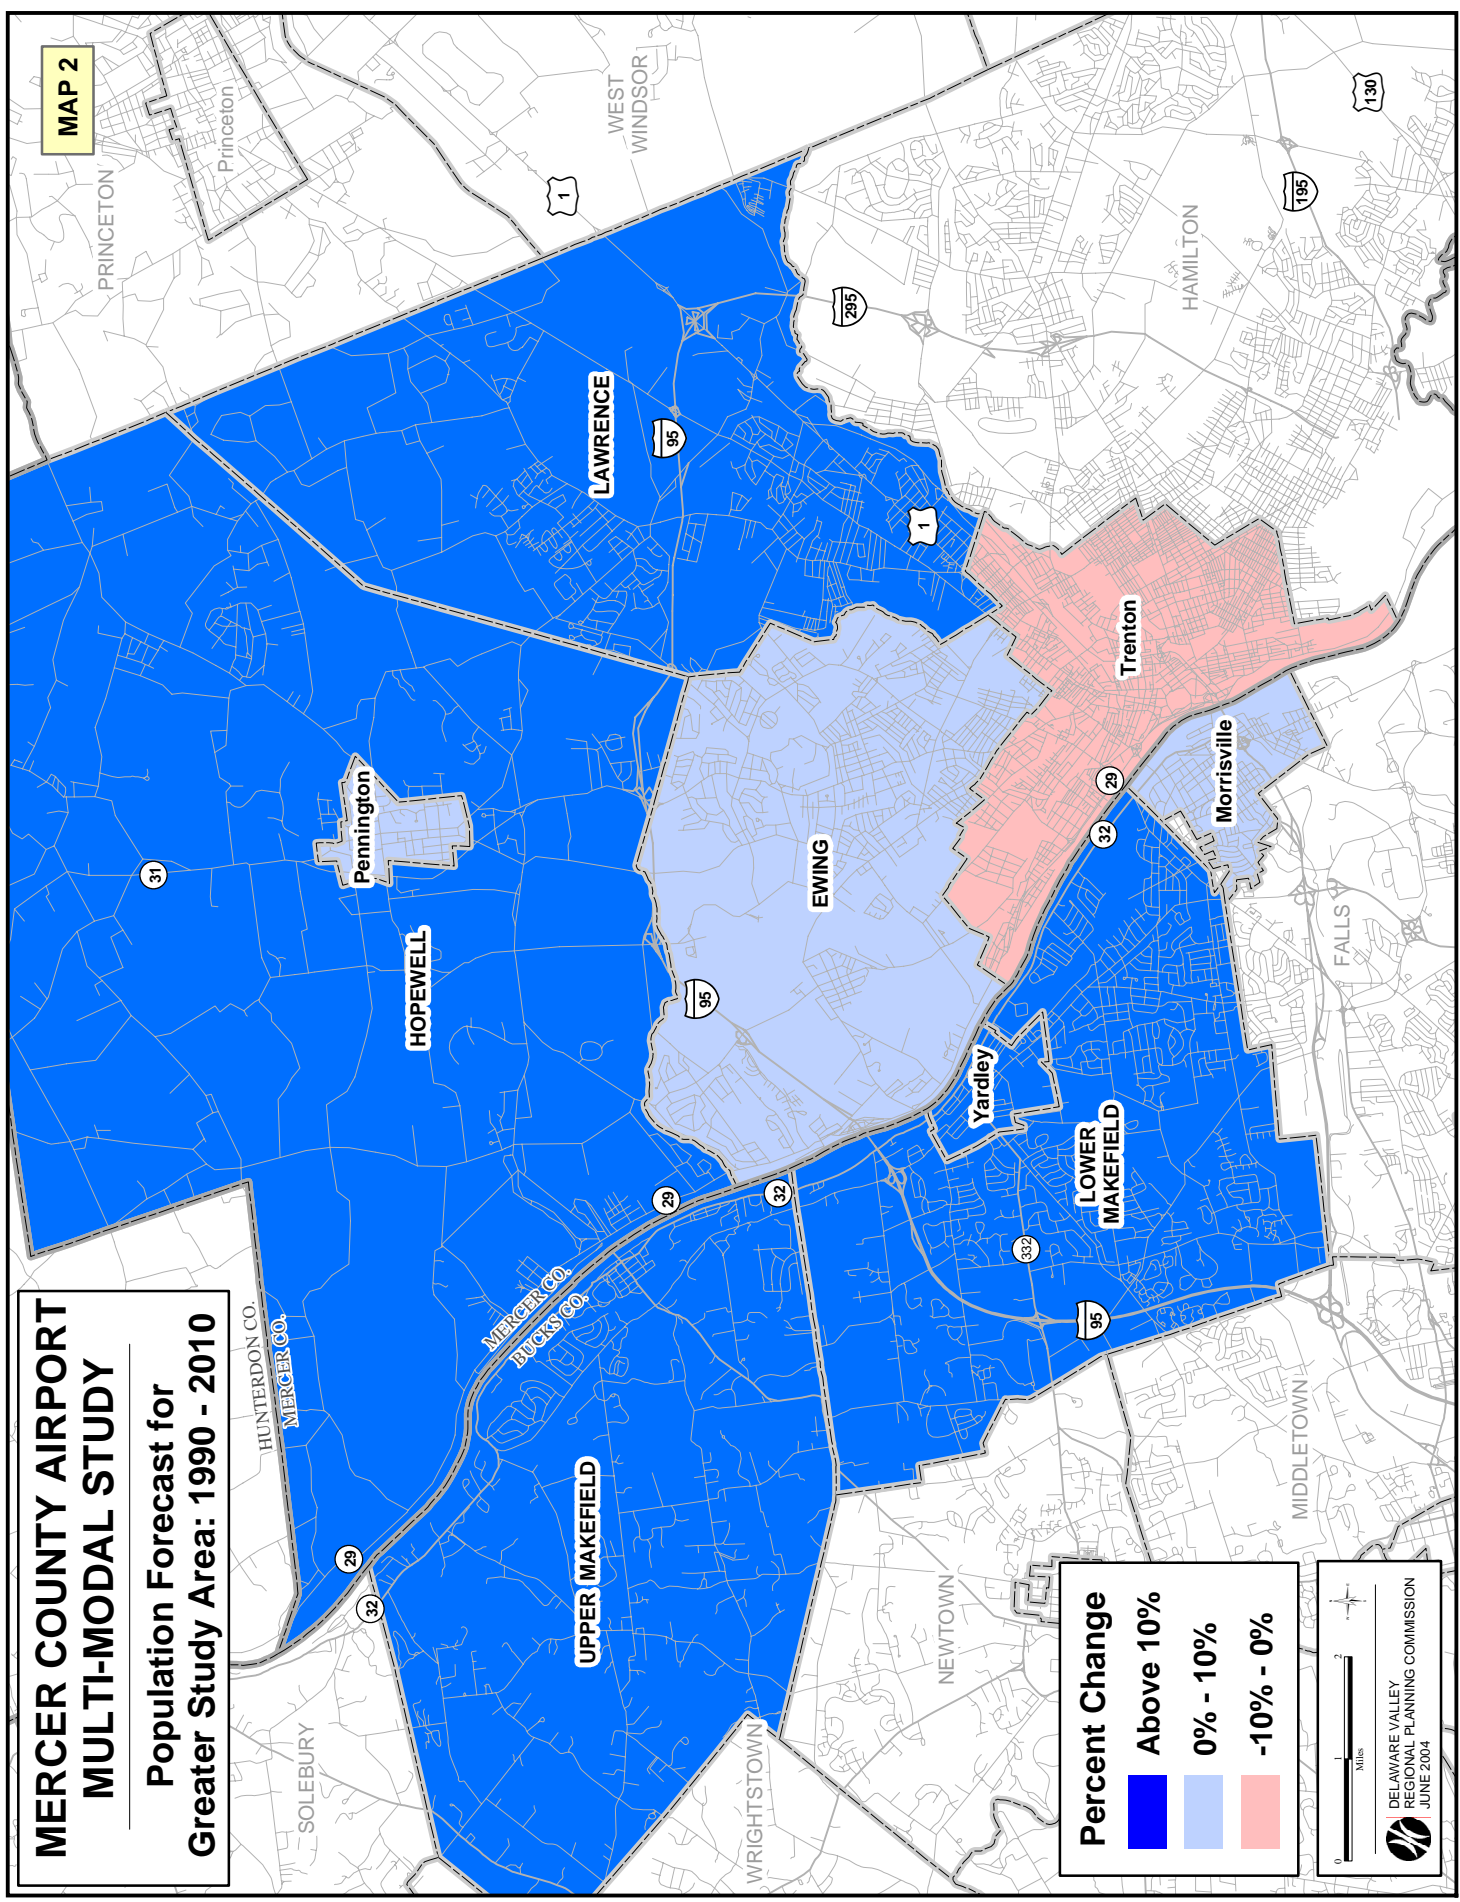 MAP 2
MERCER COUNTY AIRPORT
MULTI-MODAL STUDY
Population Forecast for
Greater Study Area: 1990 - 2010
HUNTERDON CO.
MERCER CO.
MERCER CO.
BUCKS CO.
PRINCETON
Princeton
WEST
WINDSOR
1
31
Pennington
HOPEWELL
LAWRENCE
95
295
195
130
HAMILTON
1
EWING
95
Trenton
Morrisville
29
32
Yardley
LOWER
MAKEFIELD
332
95
29
32
29
32
UPPER MAKEFIELD
SOLEBURY
WRIGHTSTOWN
NEWTOWN
MIDDLETOWN
FALLS
Percent Change
Above 10%
0% - 10%
-10% - 0%
0 1 2
Miles
DELAWARE VALLEY
REGIONAL PLANNING COMMISSION
JUNE 2004